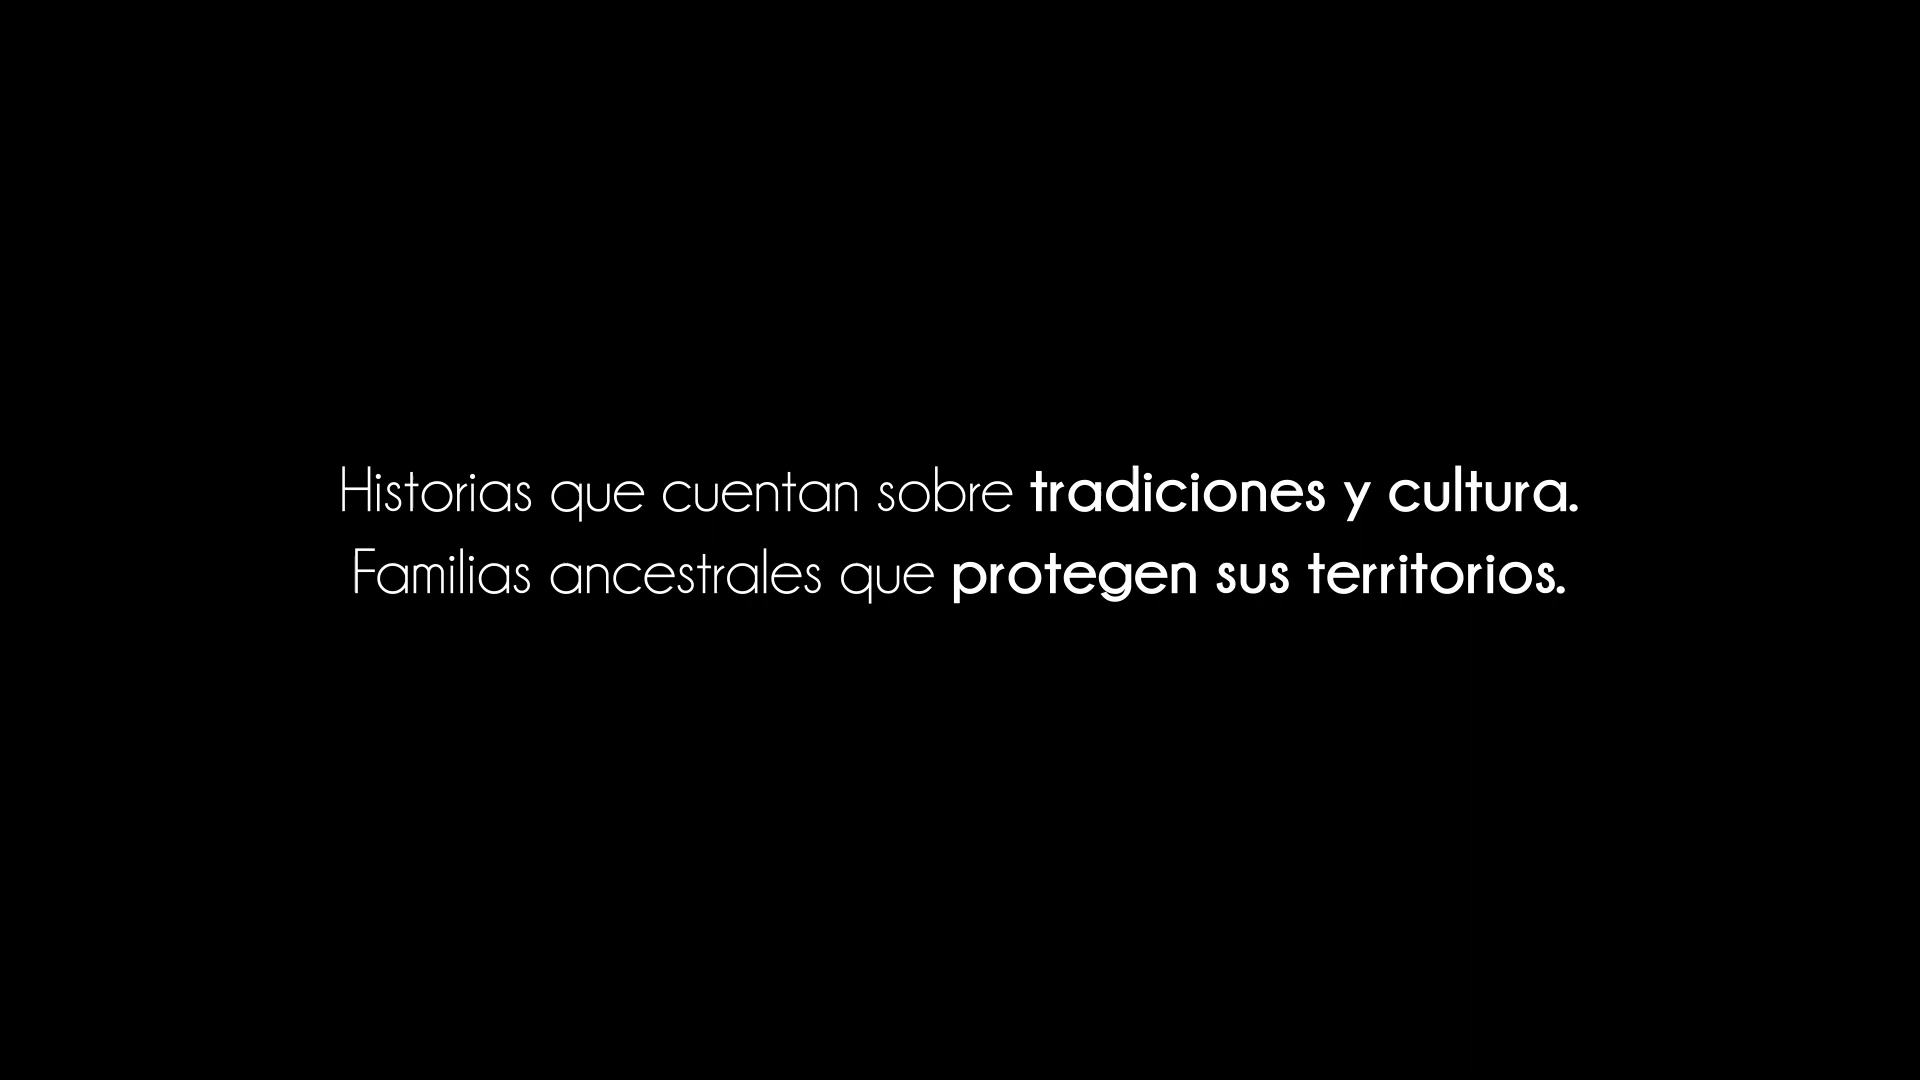 Historias que cuentan sobre tradiciones y cultura.
Familias ancestrales que protegen sus territorios.